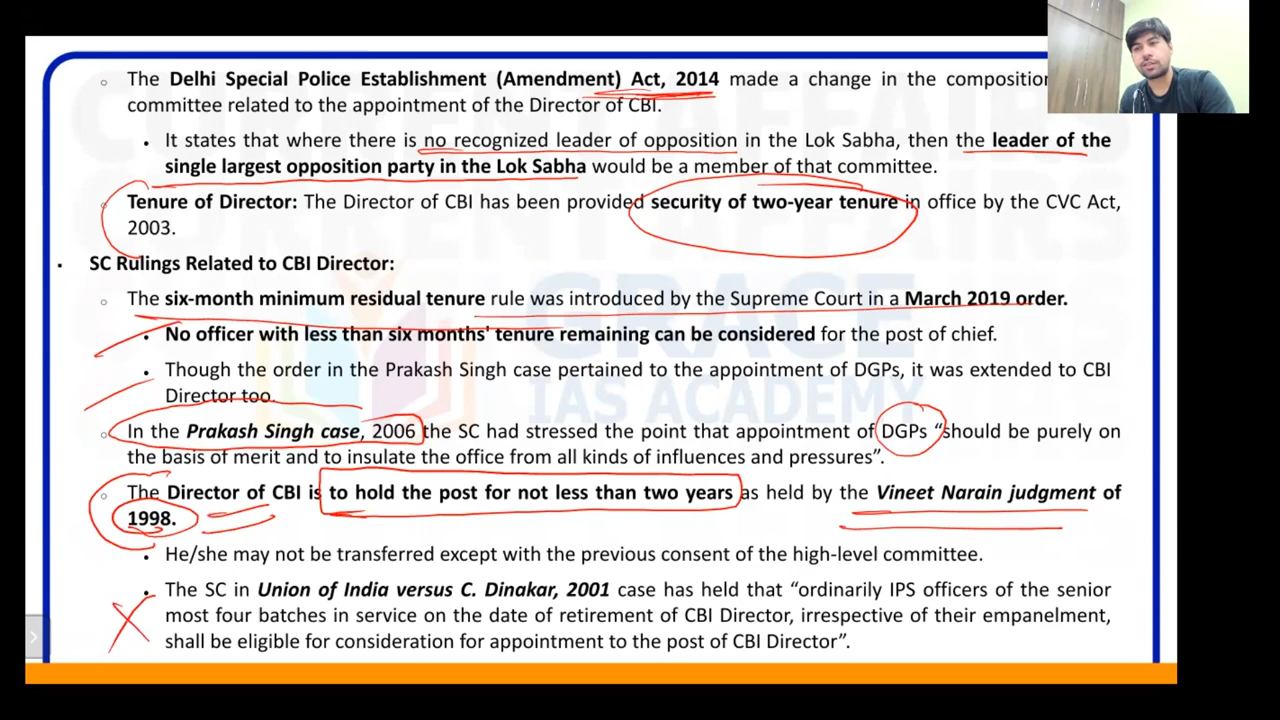 The Delhi Special Police Establishment (Amendment) Act, 2014 made a change in the composition
committee related to the appointment of the Director of CBI.
It states that where there is no recognized leader of opposition in the Lok Sabha, then the leader of the
single largest opposition party in the Lok Sabha would be a member of that committee.
Tenure of Director: The Director of CBI has been provided security of two-year tenure in office by the CVC Act,
2003.
SC Rulings Related to CBI Director:
The six-month minimum residual tenure rule was introduced by the Supreme Court in a March 2019 order.
No officer with less than six months' tenure remaining can be considered for the post of chief.
Though the order in the Prakash Singh case pertained to the appointment of DGPs, it was extended to CBI
Director too.
In the Prakash Singh case, 2006 the SC had stressed the point that appointment of DGPs “should be purely on
the basis of merit and to insulate the office from all kinds of influences and pressures”.
The Director of CBI is to hold the post for not less than two years as held by the Vineet Narain judgment of
1998.
He/she may not be transferred except with the previous consent of the high-level committee.
The SC in Union of India versus C. Dinakar, 2001 case has held that “ordinarily IPS officers of the senior
most four batches in service on the date of retirement of CBI Director, irrespective of their empanelment,
shall be eligible for consideration for appointment to the post of CBI Director”.
CURRENT AFFAIRS
CURRENT AFFAIRS
CURRENT AFFAIRS
GRACE
IAS ACADEMY